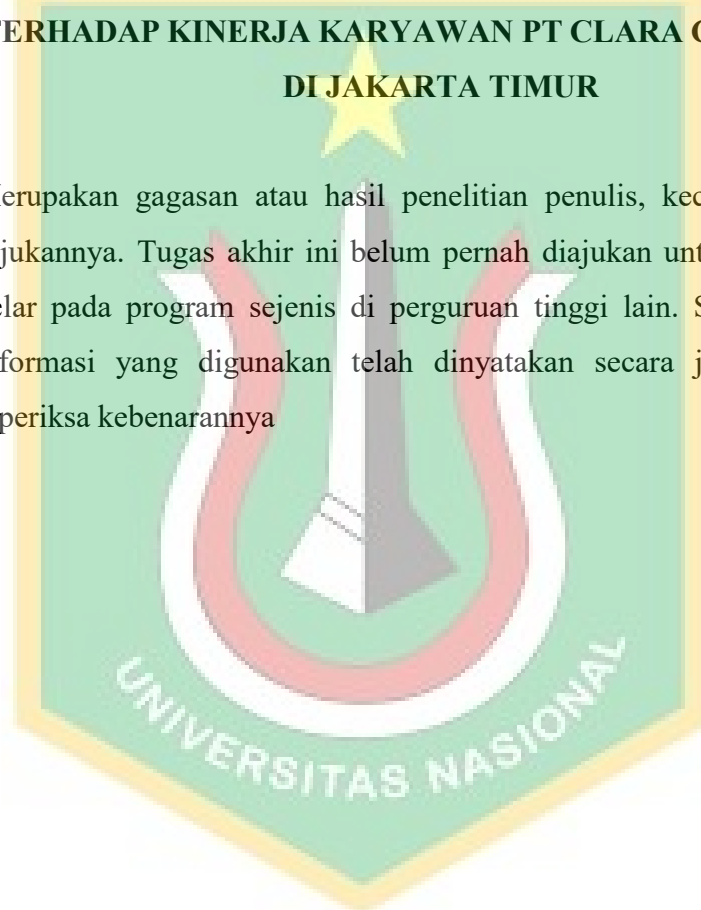 TERHADAP KINERJA KARYAWAN PT CLARA
DI JAKARTA TIMUR
erupakan gagasan atau hasil penelitian penulis, kec
jukannya. Tugas akhir ini belum pernah diajukan unt
elar pada program sejenis di perguruan tinggi lain. S
formasi yang digunakan telah dinyatakan secara j
periksa kebenarannya
UNIVERSITAS NASIONAL